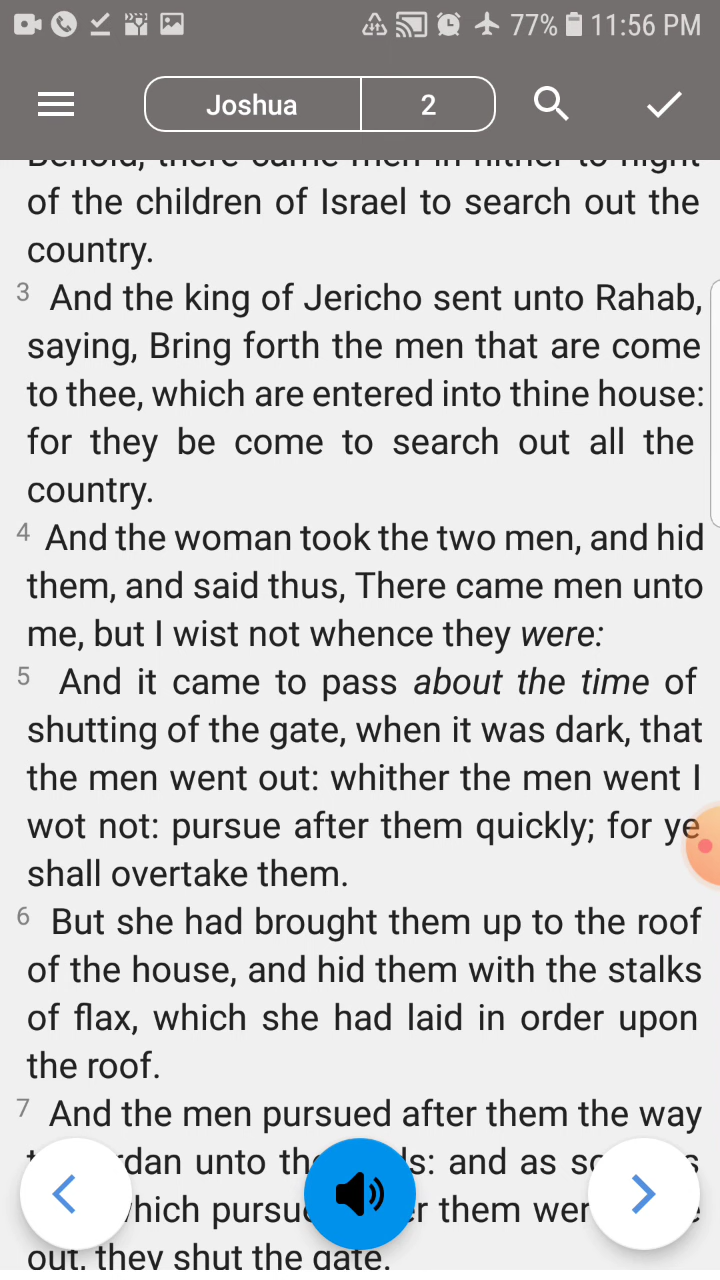 77% 11:56 PM
Joshua 2
of the children of Israel to search out the
country.
3 And the king of Jericho sent unto Rahab,
saying, Bring forth the men that are come
to thee, which are entered into thine house:
for they be come to search out all the
country.
4 And the woman took the two men, and hid
them, and said thus, There came men unto
me, but I wist not whence they were:
5 And it came to pass about the time of
shutting of the gate, when it was dark, that
the men went out: whither the men went I
wot not: pursue after them quickly; for ye
shall overtake them.
6 But she had brought them up to the roof
of the house, and hid them with the stalks
of flax, which she had laid in order upon
the roof.
7 And the men pursued after them the way
unto and as
them
out, they shut the gate.